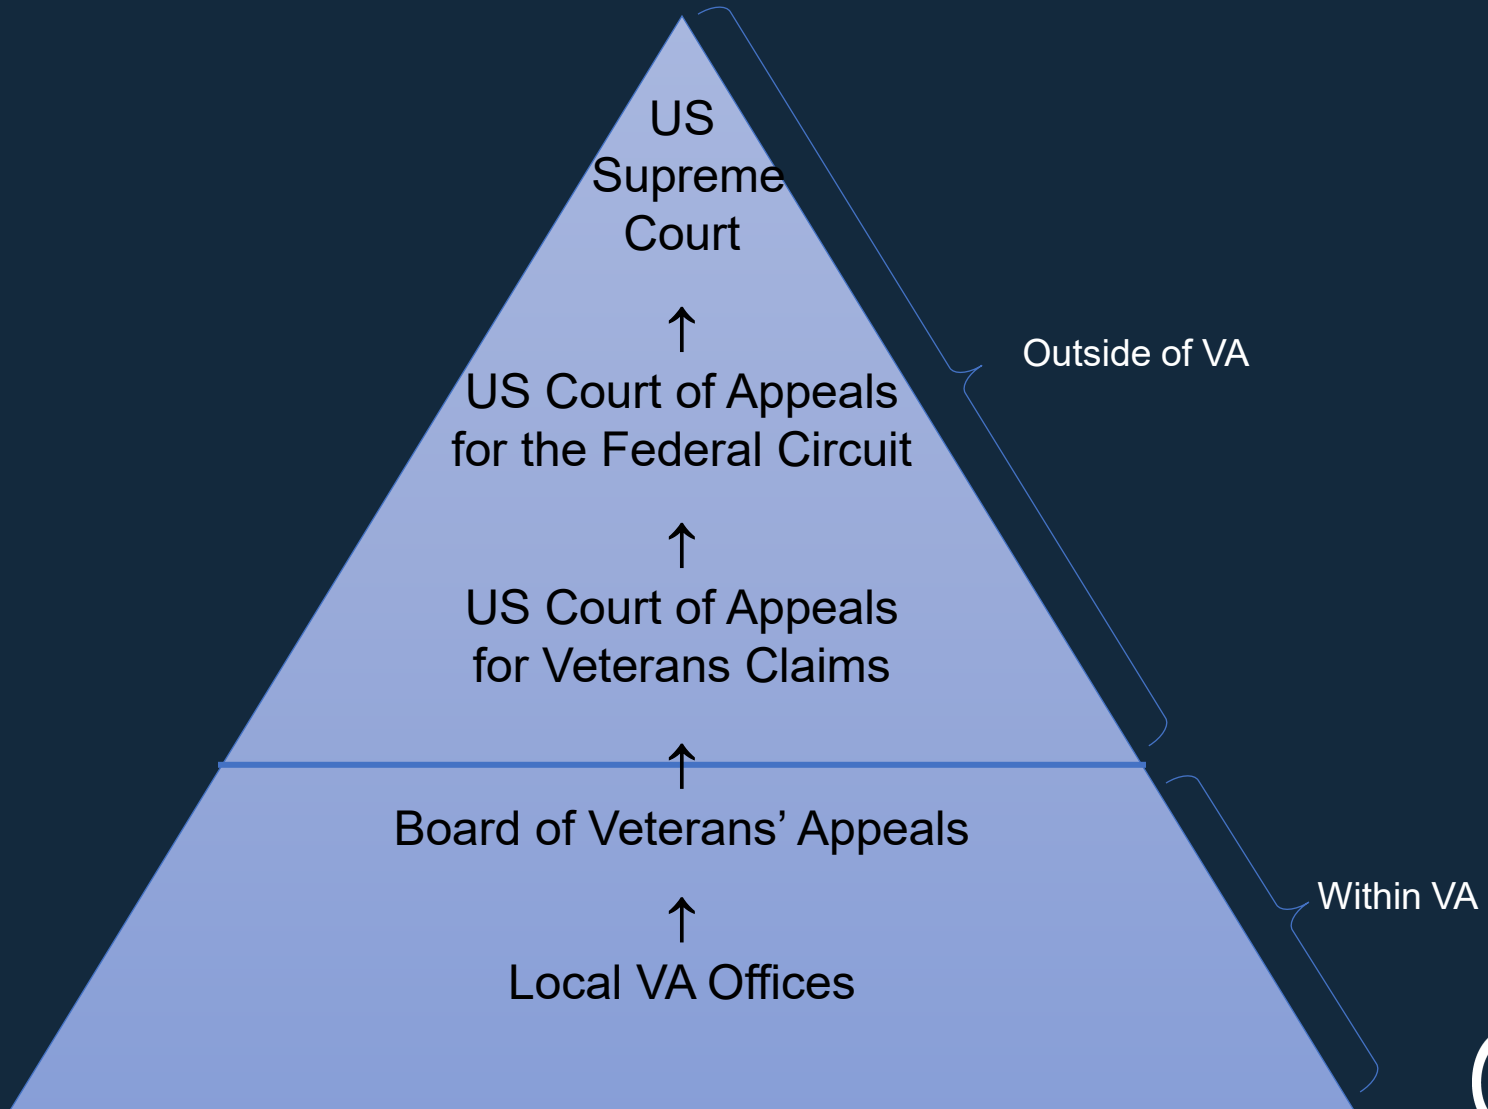 US
Supreme
Court
↑
US Court of Appeals
for the Federal Circuit
↑
US Court of Appeals
for Veterans Claims
↑
Board of Veterans’ Appeals
↑
Local VA Offices
Outside of VA
Within VA